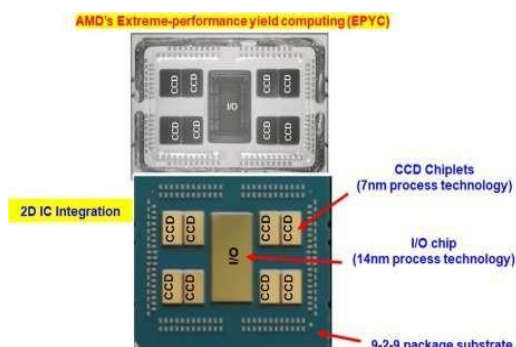 AMD's Extreme-performance yield computing (EPYC)
CCD CCD CCD CCD
I/O
CCD CCD CCD CCD
CCD Chiplets
(7nm process technology)
2D IC Integration
CCD CCD CCD CCD
I/O
I/O chip
(14nm process technology)
CCD CCD CCD CCD
9-2-9 package substrate